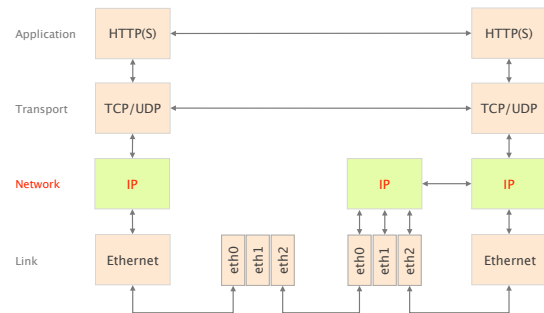 Application
HTTP(S)
HTTP(S)
Transport
TCP/UDP
TCP/UDP
Network
IP
IP
IP
Link
Ethernet
eth0
eth1
eth2
eth0
eth1
eth2
Ethernet